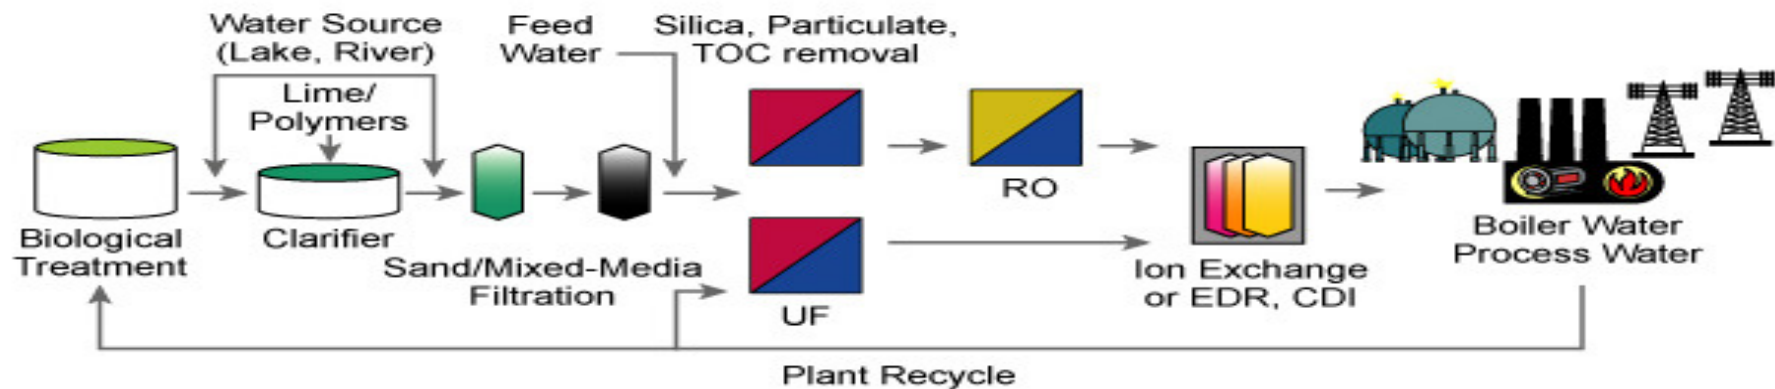 Water Source
(Lake, River)
Lime/
Polymers
Feed
Water
Silica, Particulate,
TOC removal
Biological
Treatment
Clarifier
Sand/Mixed-Media
Filtration
UF
RO
Ion Exchange
or EDR, CDI
Boiler Water
Process Water
Plant Recycle